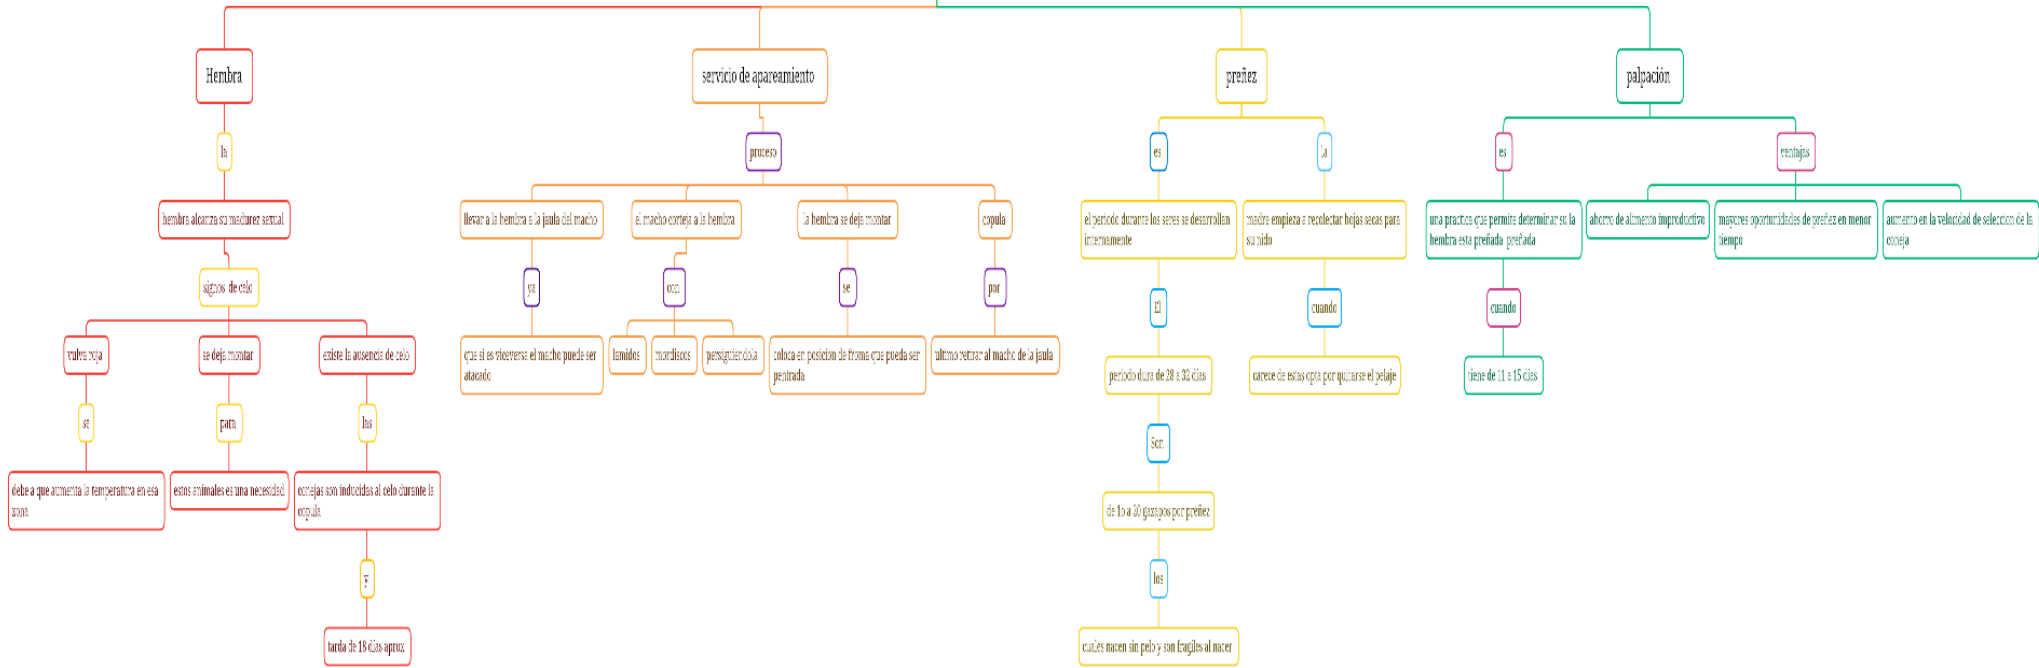 Hembra
la
hembra alcanza su madurez sexual
signos de celo
vulva roja
se
debe a que aumenta la temperatura en esa
zona
se deja montar
para
estos animales es una necesidad
existe la ausencia de celo
las
conejas son inducidas al celo durante la
copula
y
tarda de 18 dias aprox
servicio de apareamiento
proceso
llevar a la hembra a la jaula del macho
ya
que si es viceversa el macho puede ser
atacado
el macho corteja a la hembra
con
lamidos
mordiscos
persiguiendola
la hembra se deja montar
se
coloca en posicion de froma que pueda ser
pentrada
copula
por
ultimo retirar al macho de la jaula
preñez
es
el periodo durante los seres se desarrollan
internamente
El
periodo dura de 28 a 32 dias
Son
de 1o a 20 gazapos por preñez
los
cuales nacen sin pelo y son fragiles al nacer
la
madre empieza a recolectar hojas secas para
su nido
cuando
carece de estas opta por quitarse el pelaje
palpación
es
una practica que permire determinar su la
hembra esta preñada preñada
cuando
tiene de 11 a 15 dias
ventajas
ahorro de alimento improductivo
mayores oportunidades de preñez en menor
tiempo
aumento en la velocidad de seleccion de la
coneja